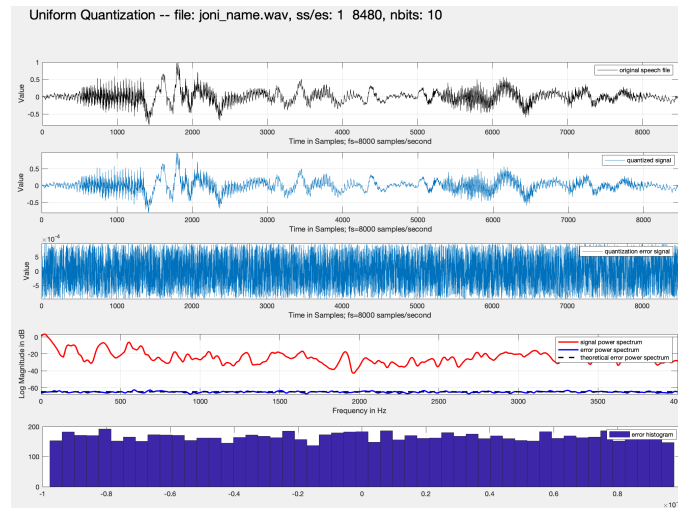 Uniform Quantization -- file: joni_name.wav, ss/es: 1 8480, nbits: 10
1
0.5
0
-0.5
Value
original speech file
0 1000 2000 3000 4000 5000 6000 7000 8000
Time in Samples; fs=8000 samples/second
0.5
0
-0.5
Value
quantized signal
0 1000 2000 3000 4000 5000 6000 7000 8000
Time in Samples; fs=8000 samples/second
×10-4
5
0
-5
Value
quantization error signal
0 1000 2000 3000 4000 5000 6000 7000 8000
Time in Samples; fs=8000 samples/second
0
-20
-40
-60
Log Magnitude in dB
signal power spectrum
error power spectrum
theoretical error power spectrum
0 500 1000 1500 2000 2500 3000 3500
Frequency in Hz
200
100
0
error histogram
-1 -0.8 -0.6 -0.4 -0.2 0 0.2 0.4 0.6 0.8